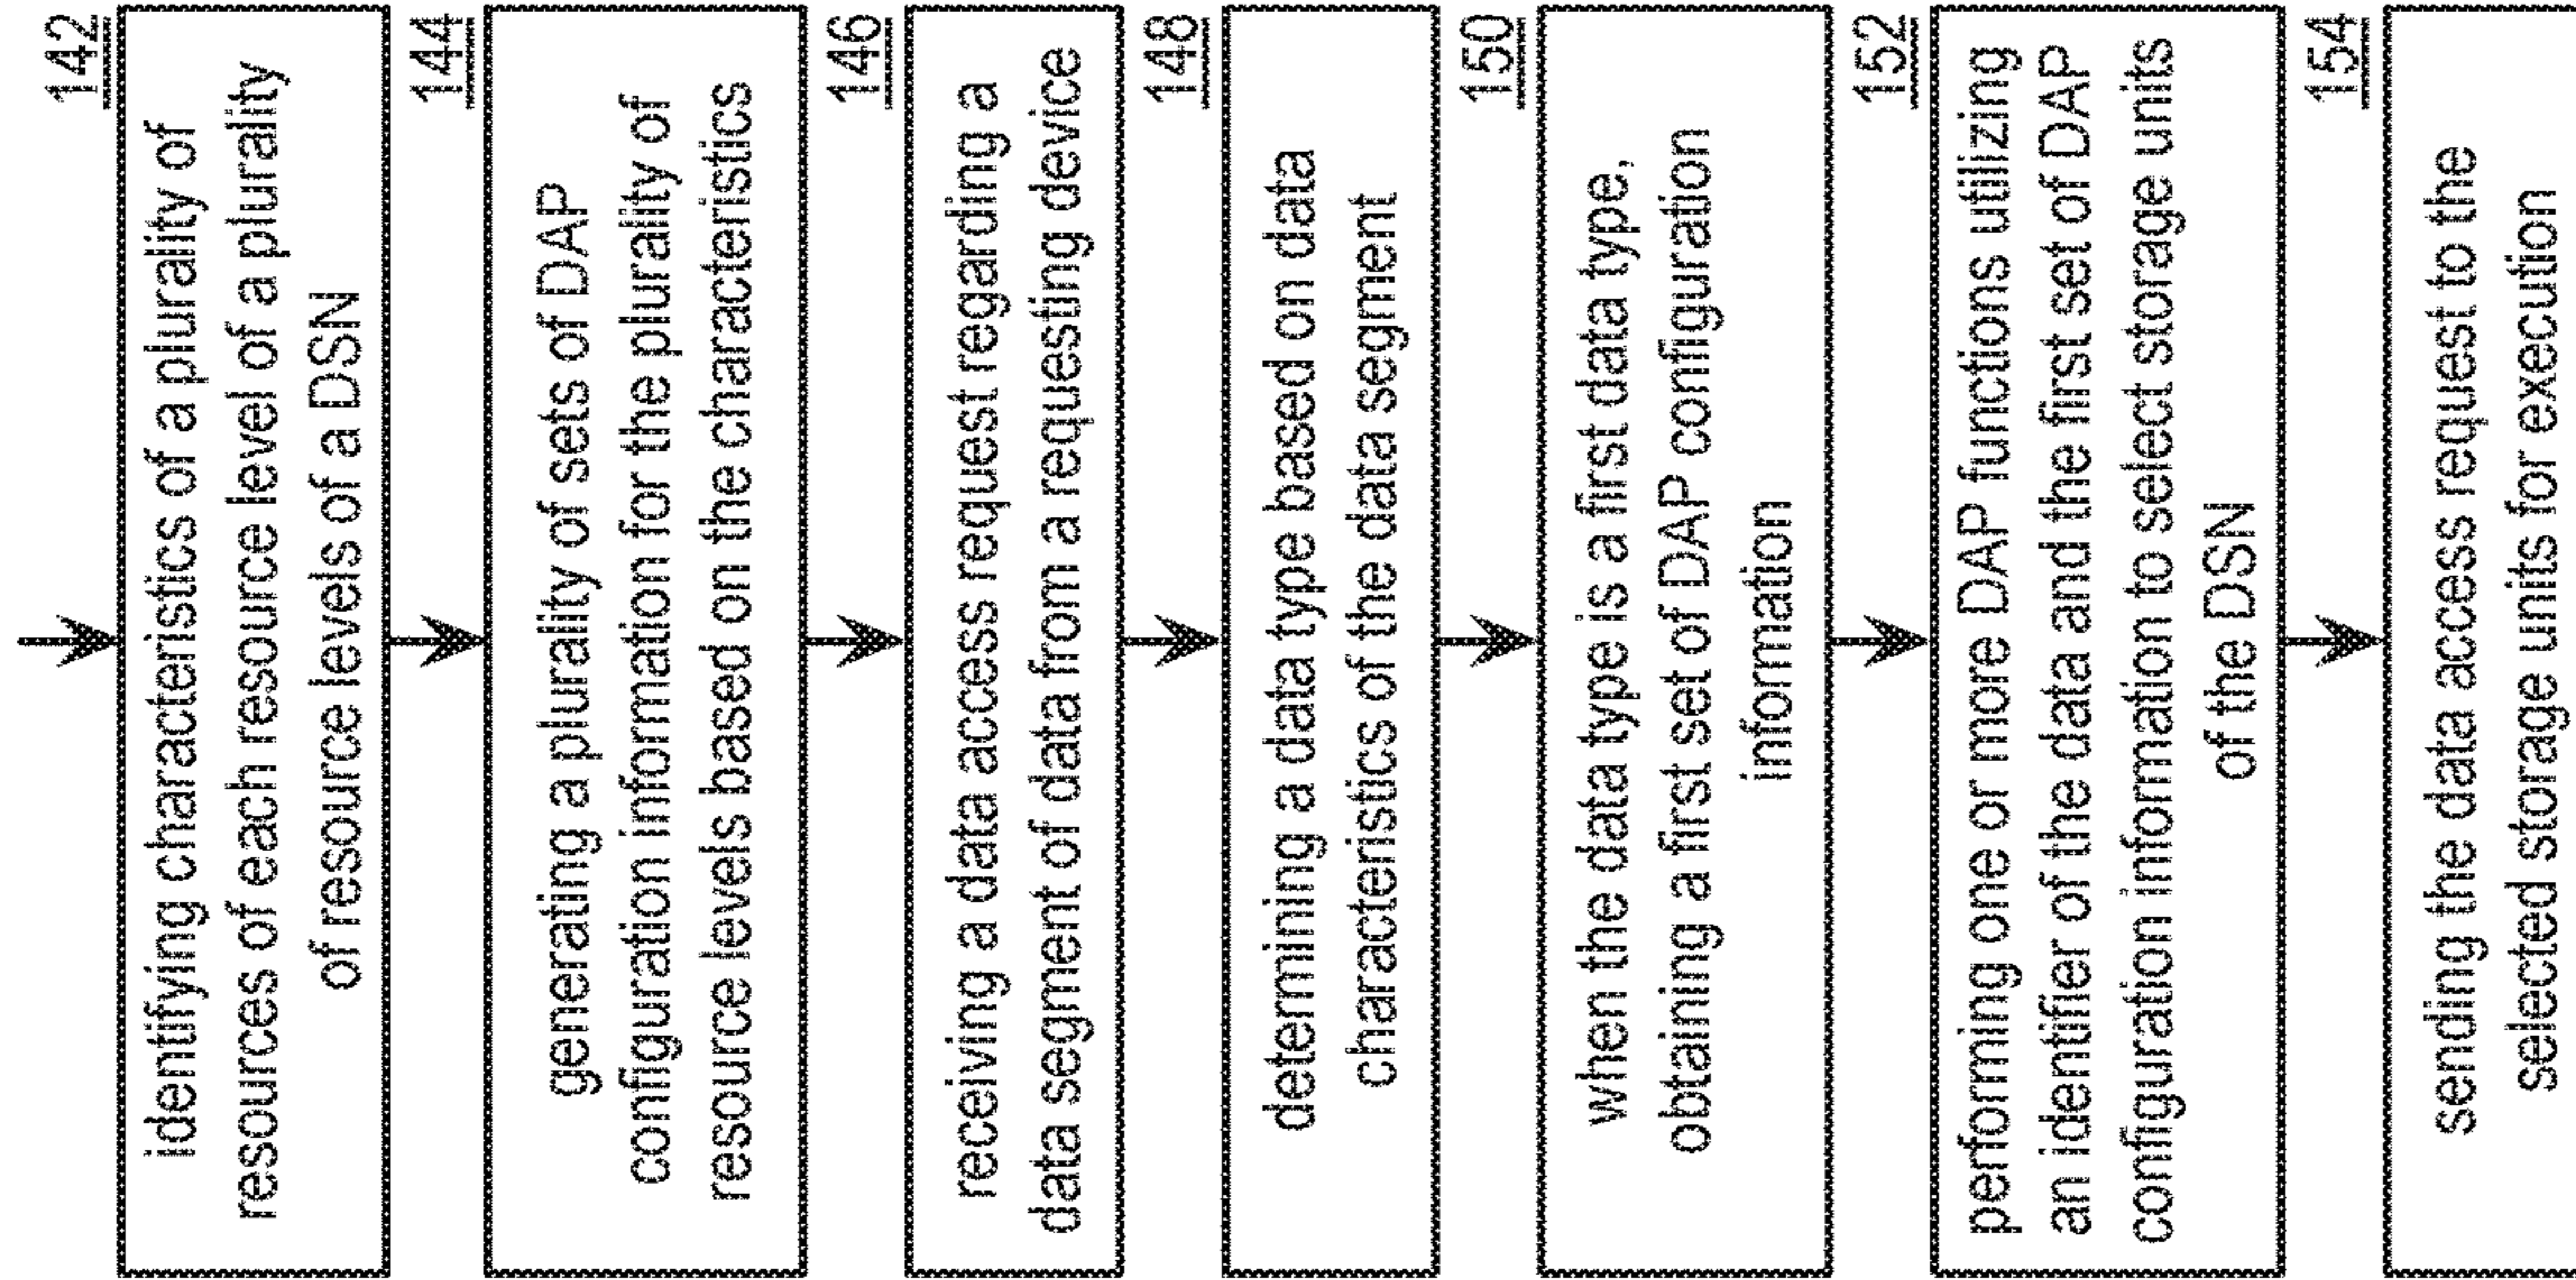 142
identifying characteristics of a plurality of
resources of each resource level of a plurality
of resource levels of a DSN
144
generating a plurality of sets of DAP
configuration information for the plurality of
resource levels based on the characteristics
146
receiving a data access request regarding a
data segment of data from a requesting device
148
determining a data type based on data
characteristics of the data segment
150
when the data type is a first data type,
obtaining a first set of DAP configuration
information
152
performing one or more DAP functions utilizing
an identifier of the data and the first set of DAP
configuration information to select storage units
of the DSN
154
sending the data access request to the
selected storage units for execution